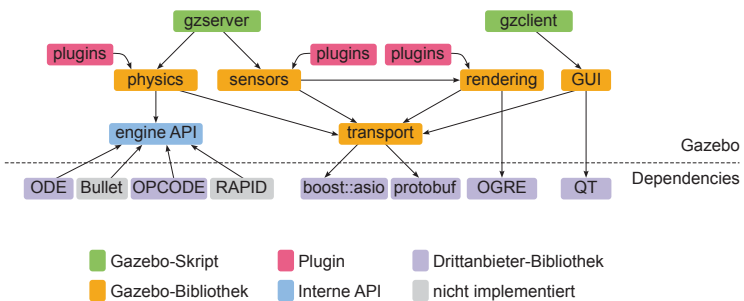 gzserver
gzclient
plugins
plugins
plugins
physics
sensors
rendering
GUI
engine API
transport
Gazebo
Dependencies
ODE
Bullet
OPCODE
RAPID
boost::asio
protobuf
OGRE
QT
Gazebo-Skript
Plugin
Drittanbieter-Bibliothek
Gazebo-Bibliothek
Interne API
nicht implementiert